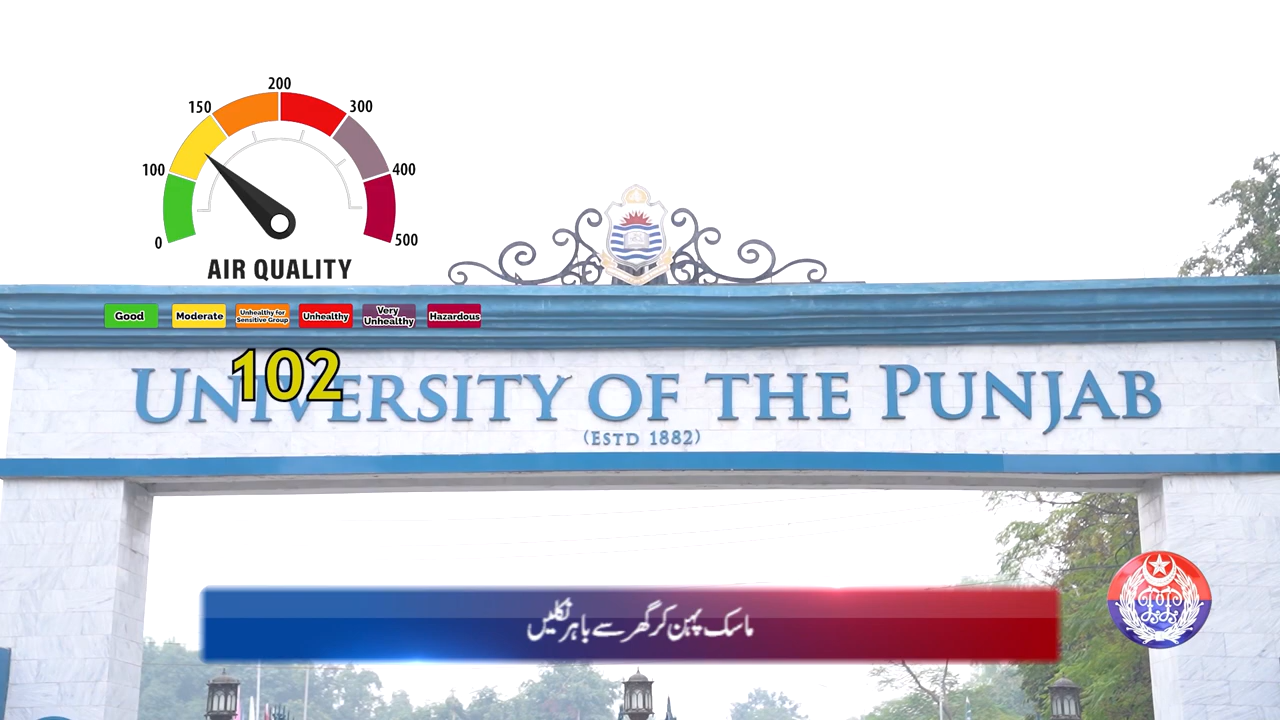 200
150
300
100
400
0
500
AIR QUALITY
Good
Moderate
Unhealthy for
Sensitive Group
Unhealthy
Very
Unhealthy
Hazardous
102
UNIVERSITY OF THE PUNJAB
(ESTD 1882)
ماسک پہن کر گھر سے باہر نکلیں